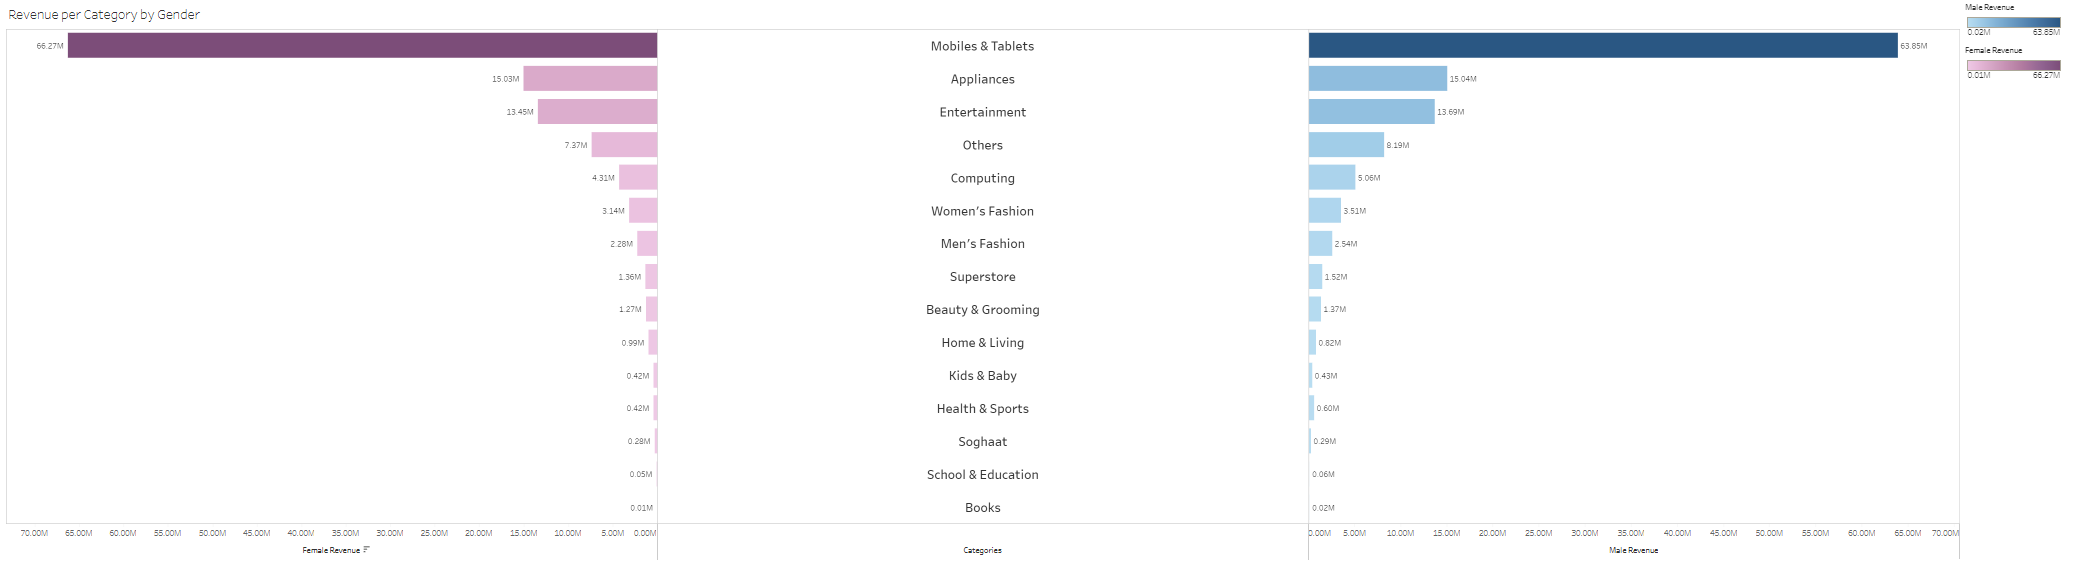 Revenue per Category by Gender
Male Revenue
0.02M 63.85M
Female Revenue
0.01M 66.27M
66.27M Mobiles & Tablets 63.85M
15.03M Appliances 15.04M
13.45M Entertainment 13.69M
7.37M Others 8.19M
4.31M Computing 5.06M
3.14M Women's Fashion 3.51M
2.28M Men's Fashion 2.54M
1.36M Superstore 1.52M
1.27M Beauty & Grooming 1.37M
0.99M Home & Living 0.82M
0.42M Kids & Baby 0.43M
0.42M Health & Sports 0.60M
0.28M Soghaat 0.29M
0.05M School & Education 0.06M
0.01M Books 0.02M
70.00M 65.00M 60.00M 55.00M 50.00M 45.00M 40.00M 35.00M 30.00M 25.00M 20.00M 15.00M 10.00M 5.00M 0.00M 0.00M 5.00M 10.00M 15.00M 20.00M 25.00M 30.00M 35.00M 40.00M 45.00M 50.00M 55.00M 60.00M 65.00M 70.00M
Female Revenue Categories Male Revenue